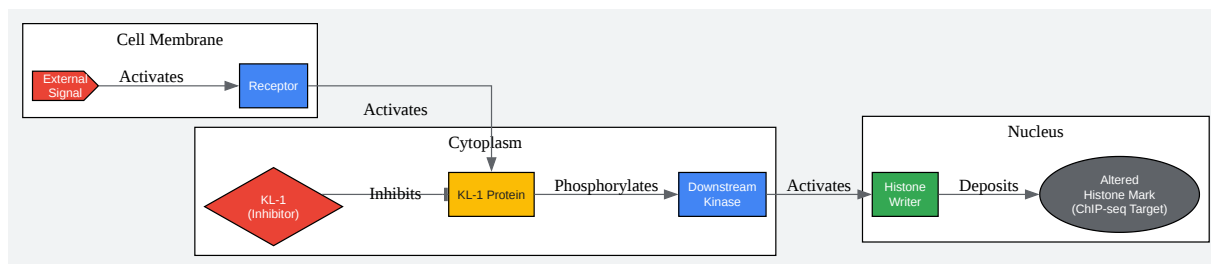 Cell Membrane
External
Signal
Activates
Receptor
Activates
Cytoplasm
KL-1
(Inhibitor)
Inhibits
KL-1 Protein
Phosphorylates
Downstream
Kinase
Activates
Nucleus
Histone
Writer
Deposits
Altered
Histone Mark
(ChIP-seq Target)